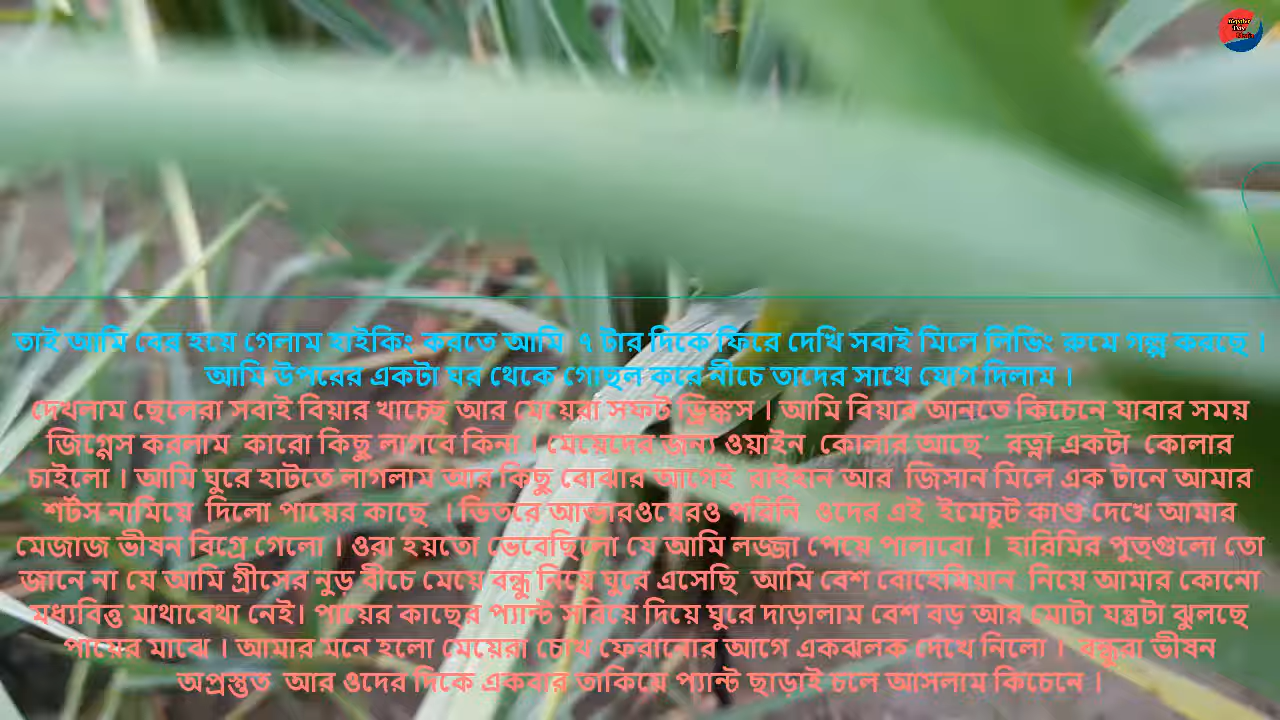 তাই আমি বের হয়ে গেলাম হাইকিং করতে আমি ৭ টার দিকে ফিরে দেখি সবাই মিলে লিভিং রুমে গল্প করছে ।
আমি উপরের একটা ঘর থেকে গোছল করে নীচে তাদের সাথে যোগ দিলাম ।
দেখলাম ছেলেরা সবাই বিয়ার খাচ্ছে আর মেয়েরা সফট ড্রিঙ্কস । আমি বিয়ার আনতে কিচেনে যাবার সময়
জিগ্গেস করলাম কারো কিছু লাগবে কিনা । মেয়েদের জন্য ওয়াইন কোলার আছে' রত্না একটা কোলার
চাইলো । আমি ঘুরে হাটতে লাগলাম আর কিছু বোঝার আগেই রাইহান আর জিসান মিলে এক টানে আমার
শর্টস নামিয়ে দিলো পায়ের কাছে । ভিতরে আন্ডারওয়েরও পরিনি ওদের এই ইমেচুট কাণ্ড দেখে আমার
মেজাজ ভীষন বিগ্রে গেলো । ওরা হয়তো ভেবেছিলো যে আমি লজ্জা পেয়ে পালাবো । হারিমির পুত্গুলো তো
জানে না যে আমি গ্রীসের নুড বীচে মেয়ে বন্ধু নিয়ে ঘুরে এসেছি আমি বেশ বোহেমিয়ান নিয়ে আমার কোনো
মধ্যবিত্ত মাথাবেথা নেই। পায়ের কাছের প্যান্ট সরিয়ে দিয়ে ঘুরে দাড়ালাম বেশ বড় আর মোটা যন্ত্রটা ঝুলছে
পায়ের মাঝে । আমার মনে হলো মেয়েরা চোখ ফেরানোর আগে একঝলক দেখে নিলো । বন্ধুরা ভীষন
অপ্রস্তুত আর ওদের দিকে একবার তাকিয়ে প্যান্ট ছাড়াই চলে আসলাম কিচেনে ।